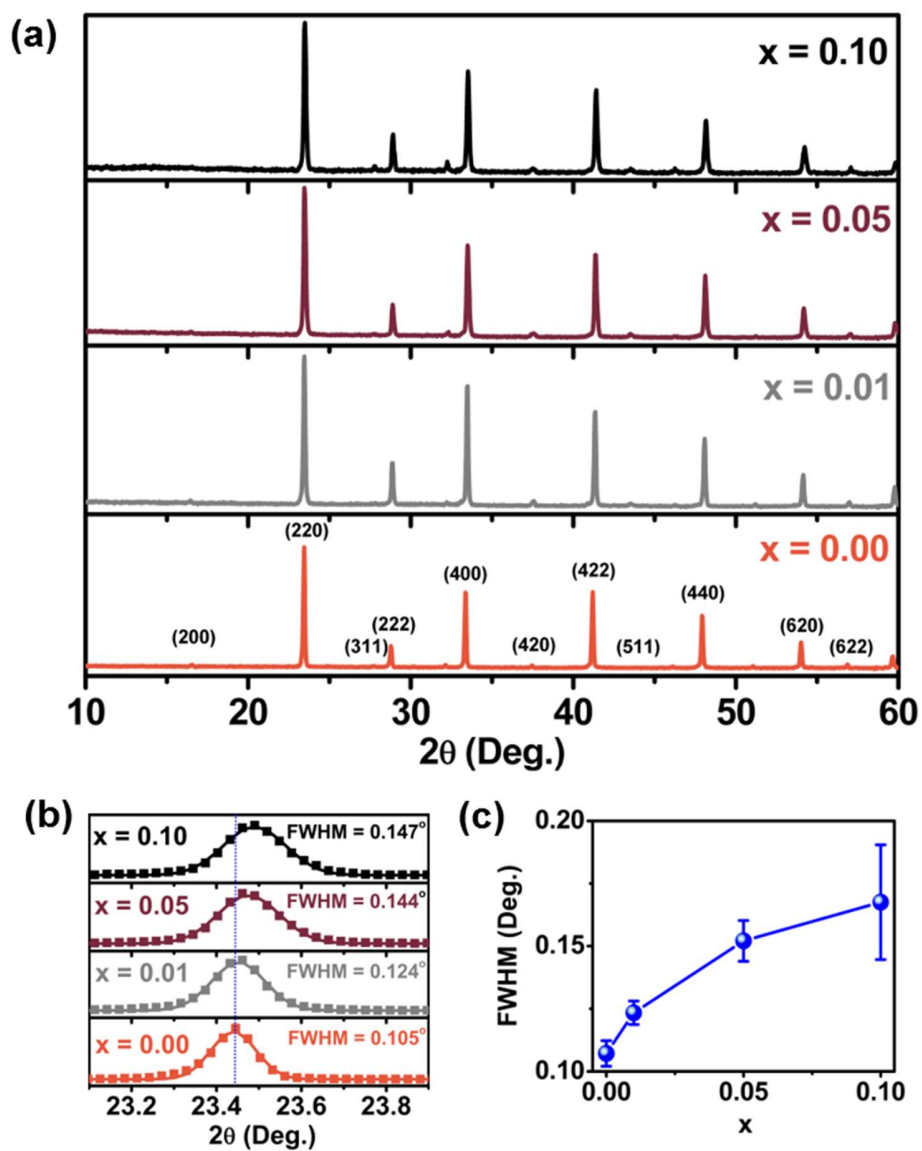 (a)
x = 0.10
x = 0.05
x = 0.01
x = 0.00
(220)
(400)
(422)
(440)
(200)
(311)
(222)
(420)
(511)
(620)
(622)
10 20 30 40 50 60
2θ (Deg.)
(b)
x = 0.10 FWHM = 0.147°
x = 0.05 FWHM = 0.144°
x = 0.01 FWHM = 0.124°
x = 0.00 FWHM = 0.105°
23.2 23.4 23.6 23.8
2θ (Deg.)
(c)
FWHM (Deg.)
0.20
0.15
0.10
0.00 0.05 0.10
x